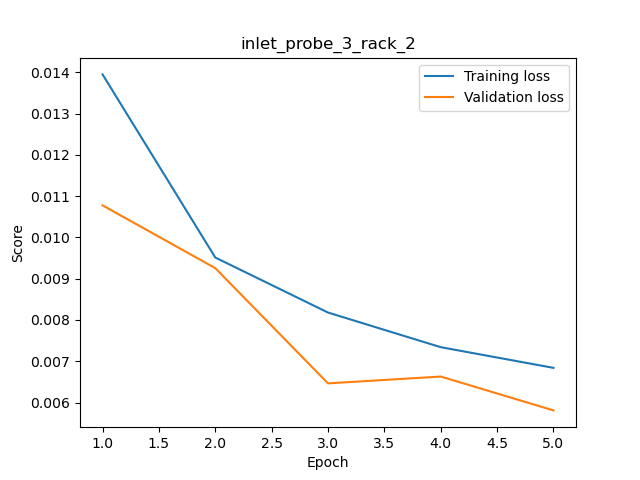 inlet_probe_3_rack_2
Training loss
Validation loss
Score
0.014
0.013
0.012
0.011
0.010
0.009
0.008
0.007
0.006
1.0 1.5 2.0 2.5 3.0 3.5 4.0 4.5 5.0
Epoch